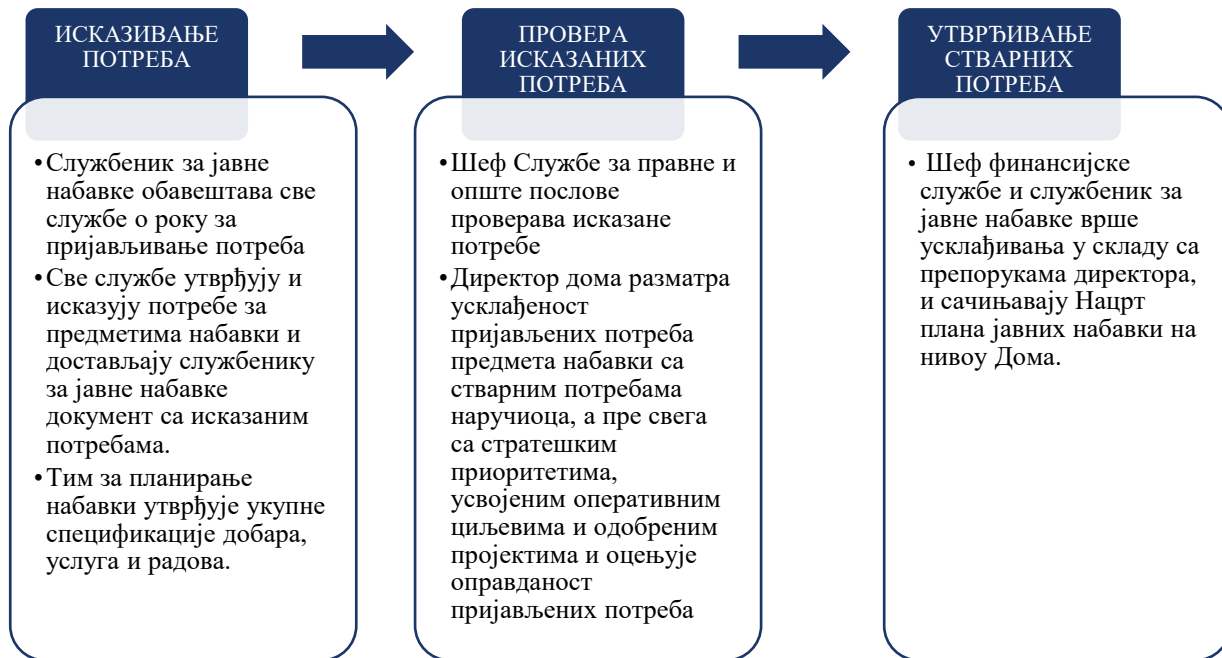 ИСКАЗИВАЊЕ
ПОТРЕБА
•Службеник за јавне
набавке обавештава све
службе о року за
пријављивање потреба
•Све службе утврђују и
исказују потребе за
предметима набавки и
достављају службенику
за јавне набавке
документ са исказаним
потребама.
•Тим за планирање
набавки утврђује укупне
спецификације добара,
услуга и радова.
ПРОВЕРА
ИСКАЗАНИХ
ПОТРЕБА
•Шеф Службе за правне и
опште послове
проверава исказане
потребе
•Директор дома разматра
усклађеност
пријављених потреба
предмета набавки са
стварним потребама
наручиоца, а пре свега
са стратешким
приоритетима,
усвојеним оперативним
циљевима и одобреним
пројектима и оцењује
оправданост
пријављених потреба
УТВРЂИВАЊЕ
СТВАРНИХ
ПОТРЕБА
• Шеф финансијске
службе и службеник за
јавне набавке врше
усклађивања у складу са
препорукама директора,
и сачињавају Нацрт
плана јавних набавки на
нивоу Дома.